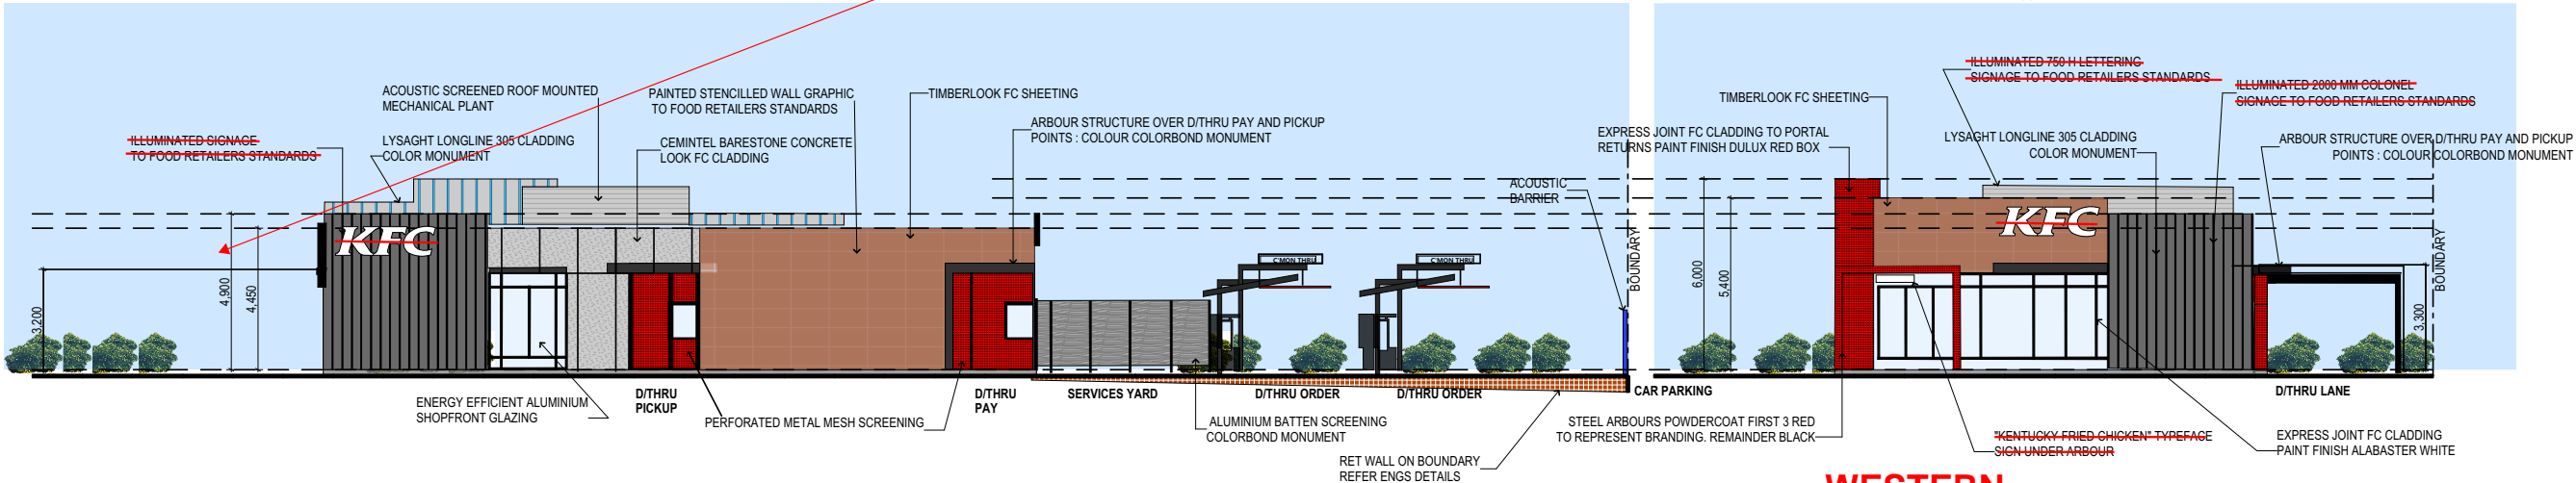 ILLUMINATED SIGNAGE
TO FOOD RETAILERS STANDARDS
ACOUSTIC SCREENED ROOF MOUNTED
MECHANICAL PLANT
LYSAGHT LONGLINE 305 CLADDING
COLOR MONUMENT
PAINTED STENCILLED WALL GRAPHIC
TO FOOD RETAILERS STANDARDS
CEMINTEL BARESTONE CONCRETE
LOOK FC CLADDING
TIMBERLOOK FC SHEETING
ARBOUR STRUCTURE OVER D/THRU PAY AND PICKUP
POINTS : COLOUR COLORBOND MONUMENT
ACOUSTIC
BARRIER
KFC
C'MON THRU
C'MON THRU
3,200
4,900
4,450
BOUNDARY
ENERGY EFFICIENT ALUMINIUM
SHOPFRONT GLAZING
D/THRU
PICKUP
PERFORATED METAL MESH SCREENING
D/THRU
PAY
SERVICES YARD
D/THRU ORDER
D/THRU ORDER
CAR PARKING
ALUMINIUM BATTEN SCREENING
COLORBOND MONUMENT
RET WALL ON BOUNDARY
REFER ENGS DETAILS
ILLUMINATED 750 H LETTERING
SIGNAGE TO FOOD RETAILERS STANDARDS
ILLUMINATED 2000 MM COLONEL
SIGNAGE TO FOOD RETAILERS STANDARDS
TIMBERLOOK FC SHEETING
EXPRESS JOINT FC CLADDING TO PORTAL
RETURNS PAINT FINISH DULUX RED BOX
LYSAGHT LONGLINE 305 CLADDING
COLOR MONUMENT
ARBOUR STRUCTURE OVER D/THRU PAY AND PICKUP
POINTS : COLOUR COLORBOND MONUMENT
KFC
6,000
5,400
3,300
BOUNDARY
D/THRU LANE
STEEL ARBOURS POWDERCOAT FIRST 3 RED
TO REPRESENT BRANDING. REMAINDER BLACK
"KENTUCKY FRIED CHICKEN" TYPEFACE
SIGN UNDER ARBOUR
EXPRESS JOINT FC CLADDING
PAINT FINISH ALABASTER WHITE
WESTERN